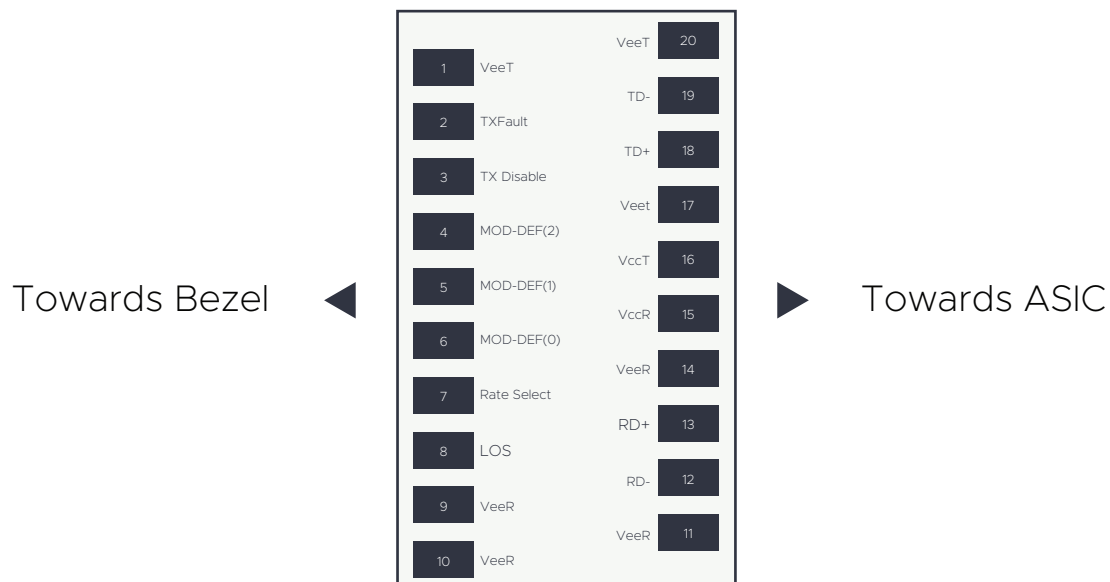 VeeT 20
1 VeeT
TD- 19
2 TXFault
TD+ 18
3 TX Disable
Veet 17
4 MOD-DEF(2)
VccT 16
5 MOD-DEF(1)
Towards Bezel
Towards ASIC
VccR 15
6 MOD-DEF(0)
VeeR 14
7 Rate Select
RD+ 13
8 LOS
RD- 12
9 VeeR
VeeR 11
10 VeeR